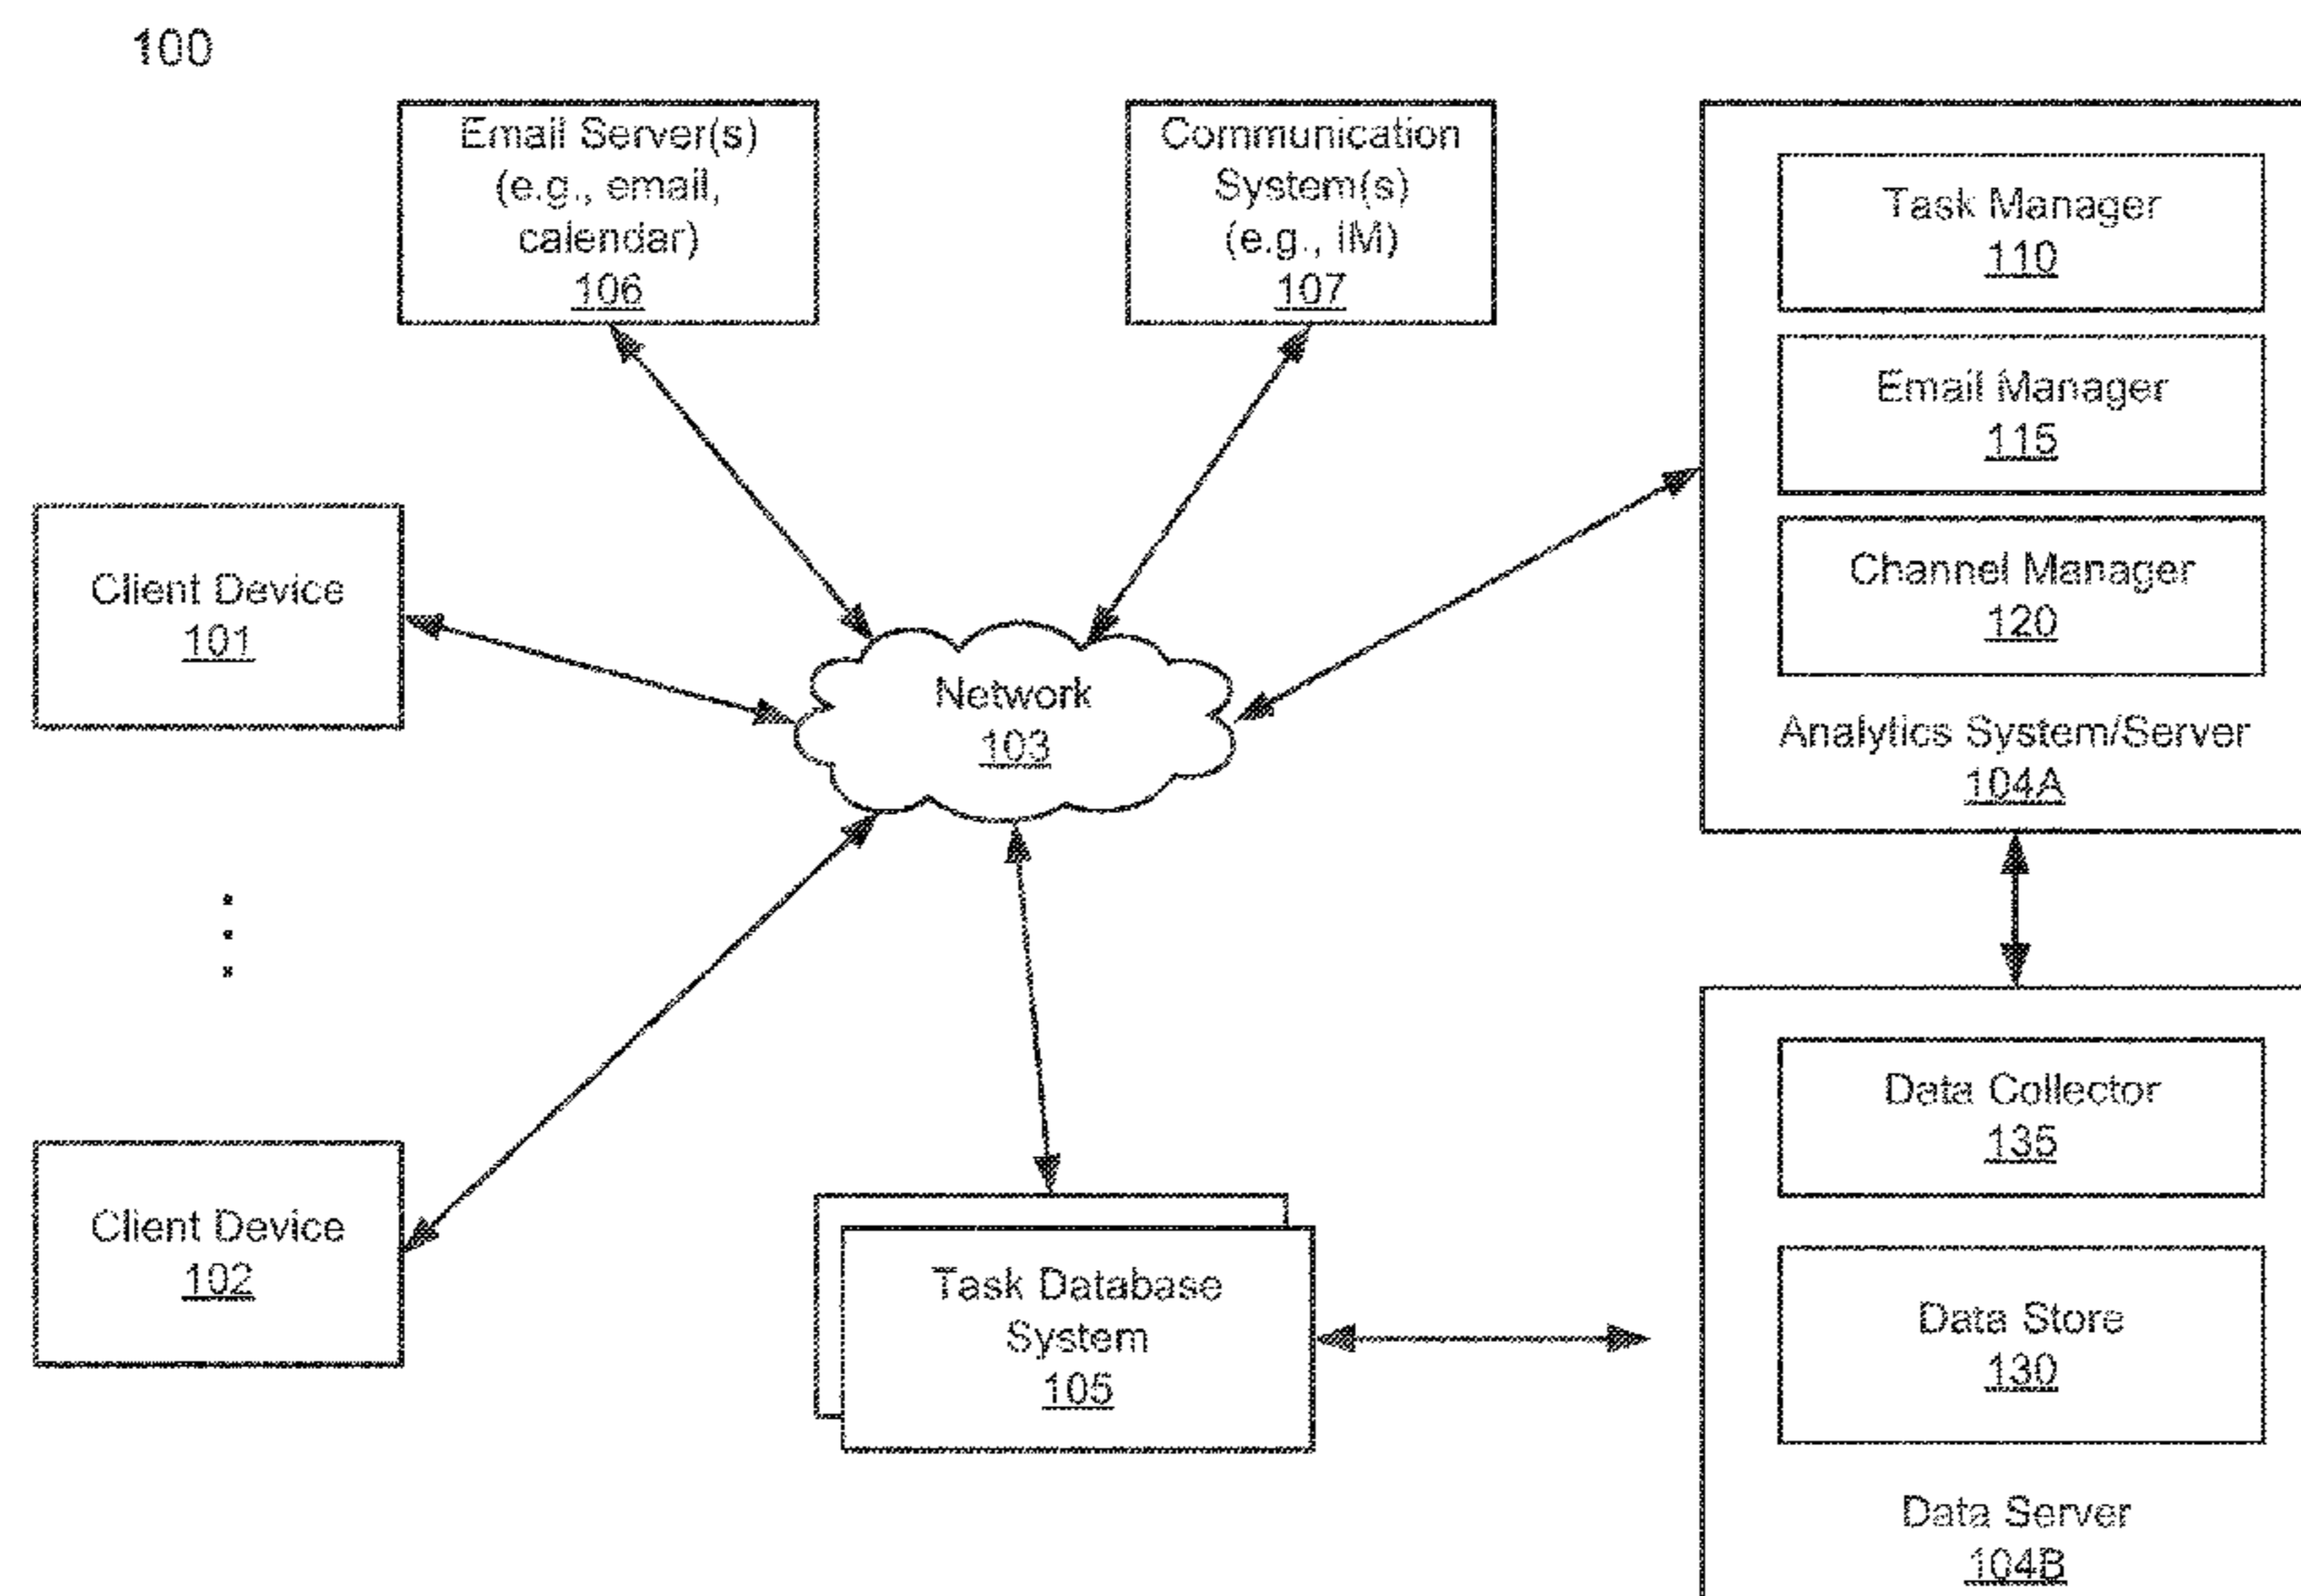 100
Email Server(s)
(e.g., email,
calendar)
106
Communication
System(s)
(e.g., IM)
107
Task Manager
110
Email Manager
115
Channel Manager
120
Analytics System/Server
104A
Client Device
101
Network
103
Client Device
102
Task Database
System
105
Data Collector
135
Data Store
130
Data Server
104B